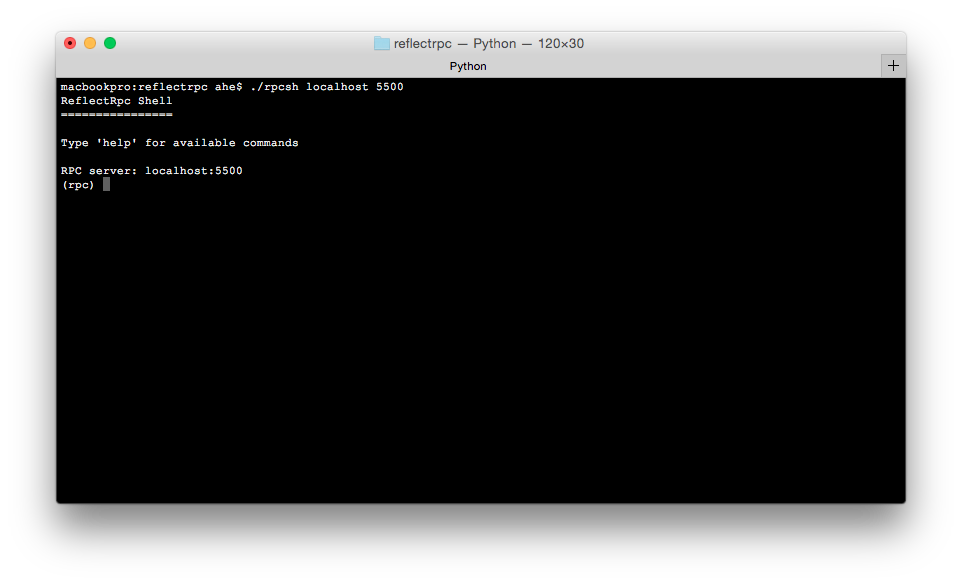 reflectrpc — Python — 120×30
Python
macbookpro:reflectrpc ahe$ ./rpcsh localhost 5500
ReflectRpc Shell
================
Type 'help' for available commands
RPC server: localhost:5500
(rpc)